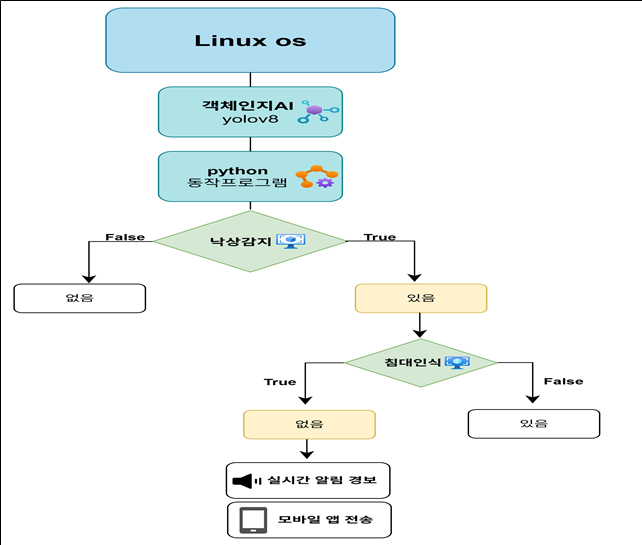 Linux os
객체인지AI
yolov8
python
동작프로그램
False
낙상감지
True
없음
있음
침대인식
True
False
없음
있음
실시간 알림 경보
모바일 앱 전송